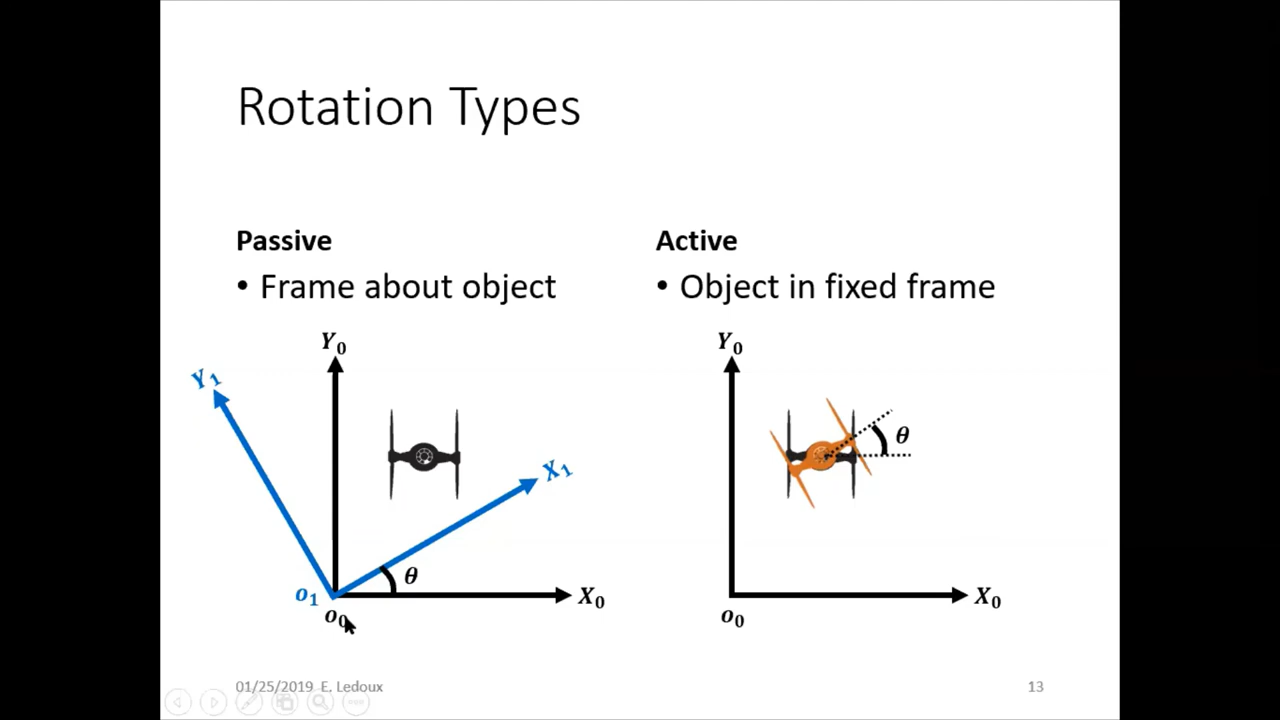 Rotation Types
Passive
• Frame about object
Active
• Object in fixed frame
Y₀
Y₁
X₁
θ
o₁
X₀
o₀
Y₀
θ
X₀
o₀
01/25/2019 E. Ledoux
13